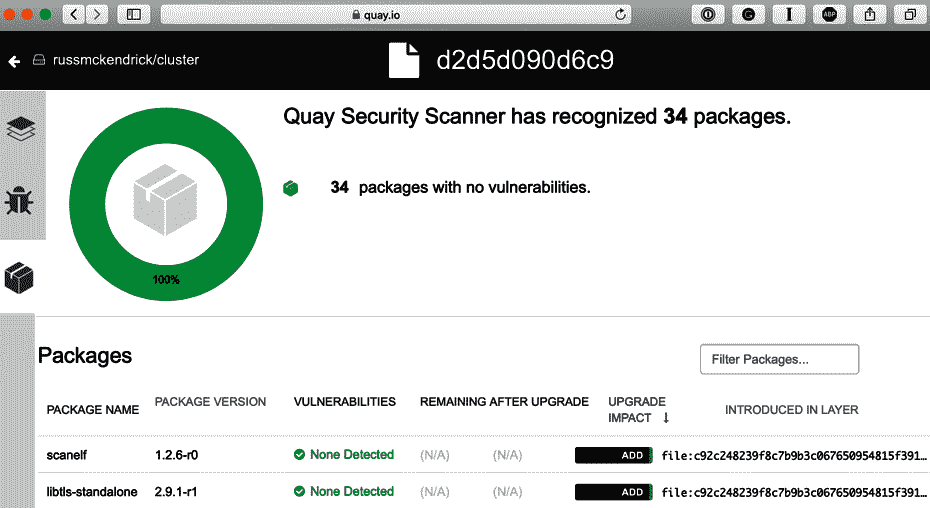 quay.io
ABP
russmckendrick/cluster
d2d5d090d6c9
Quay Security Scanner has recognized 34 packages.
34 packages with no vulnerabilities.
100%
Packages
Filter Packages...
PACKAGE NAME PACKAGE VERSION VULNERABILITIES REMAINING AFTER UPGRADE UPGRADE IMPACT ↓ INTRODUCED IN LAYER
scanelf 1.2.6-r0 None Detected (N/A) (N/A) ADD file:c92c248239f8c7b9b3c067650954815f391…
libtls-standalone 2.9.1-r1 None Detected (N/A) (N/A) ADD file:c92c248239f8c7b9b3c067650954815f391…